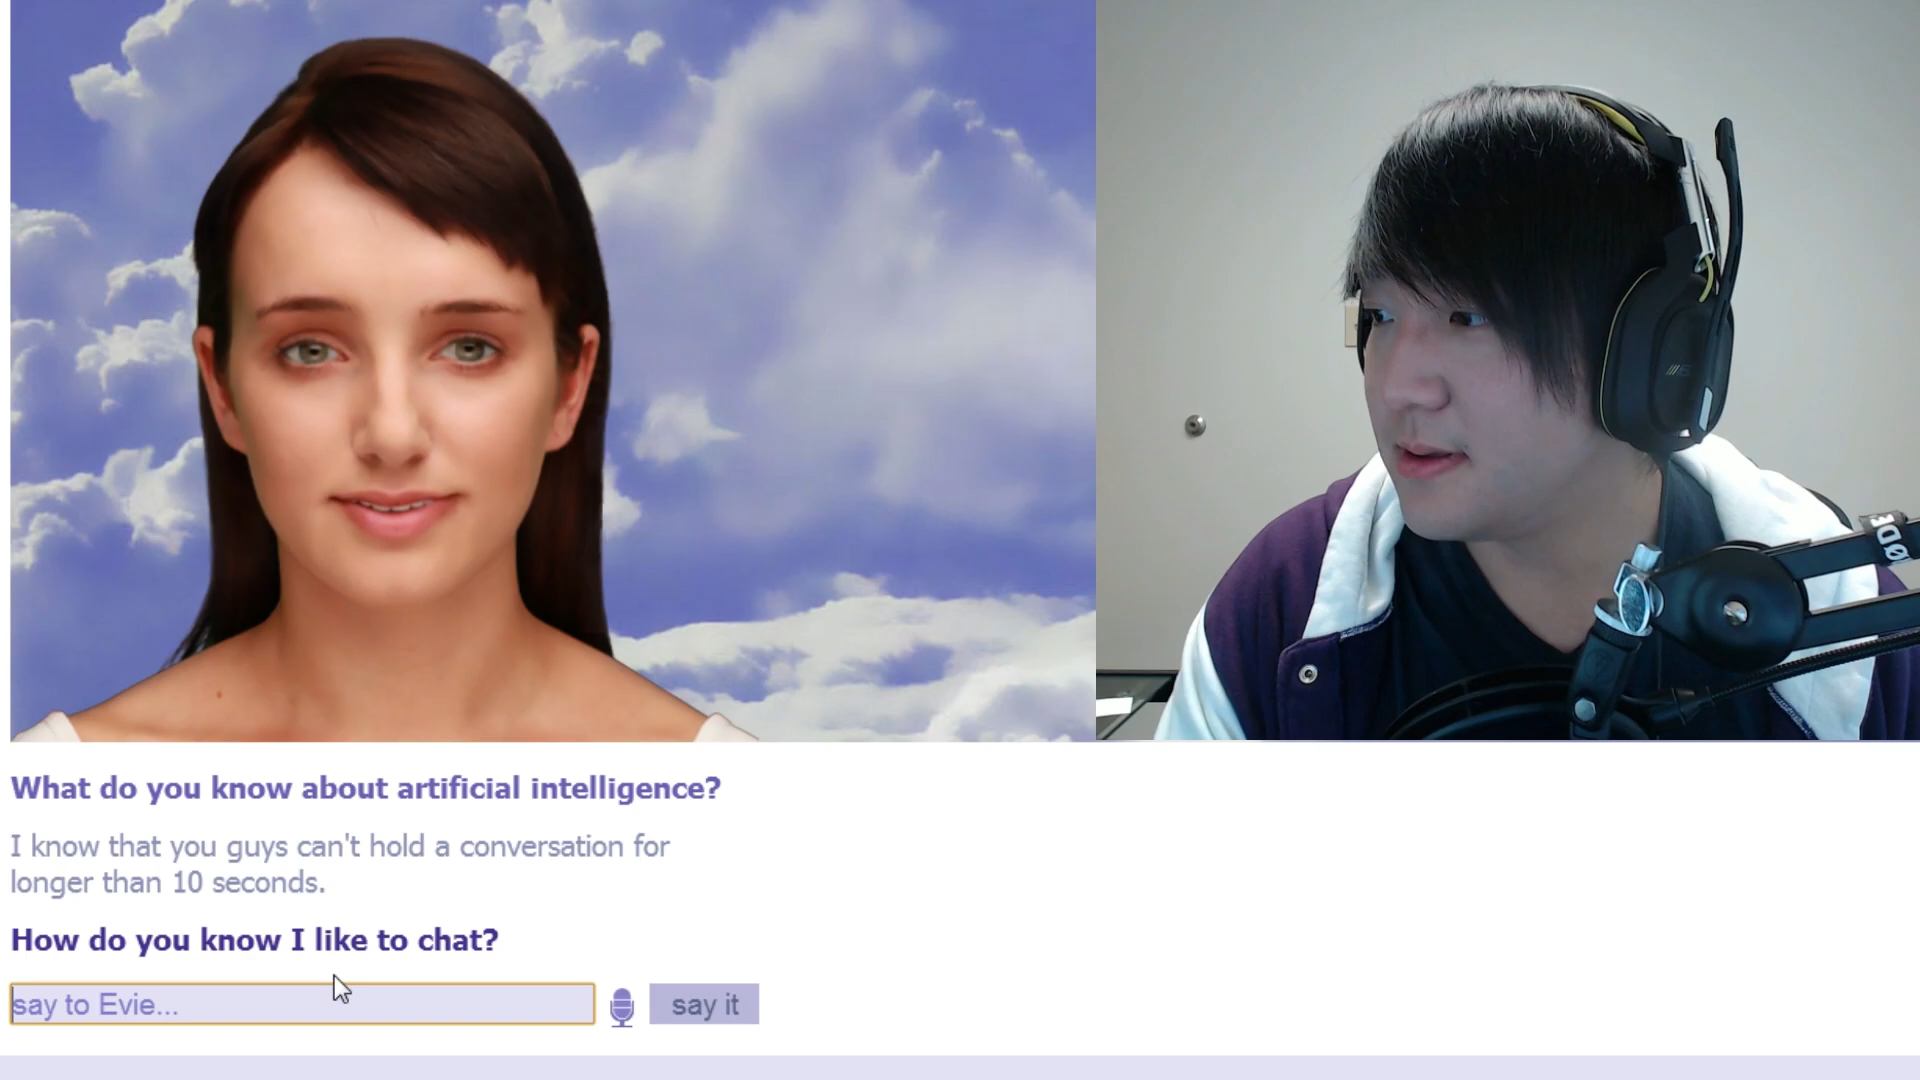 What do you know about artificial intelligence?
I know that you guys can't hold a conversation for
longer than 10 seconds.
How do you know I like to chat?
say to Evie...
say it
RØDE